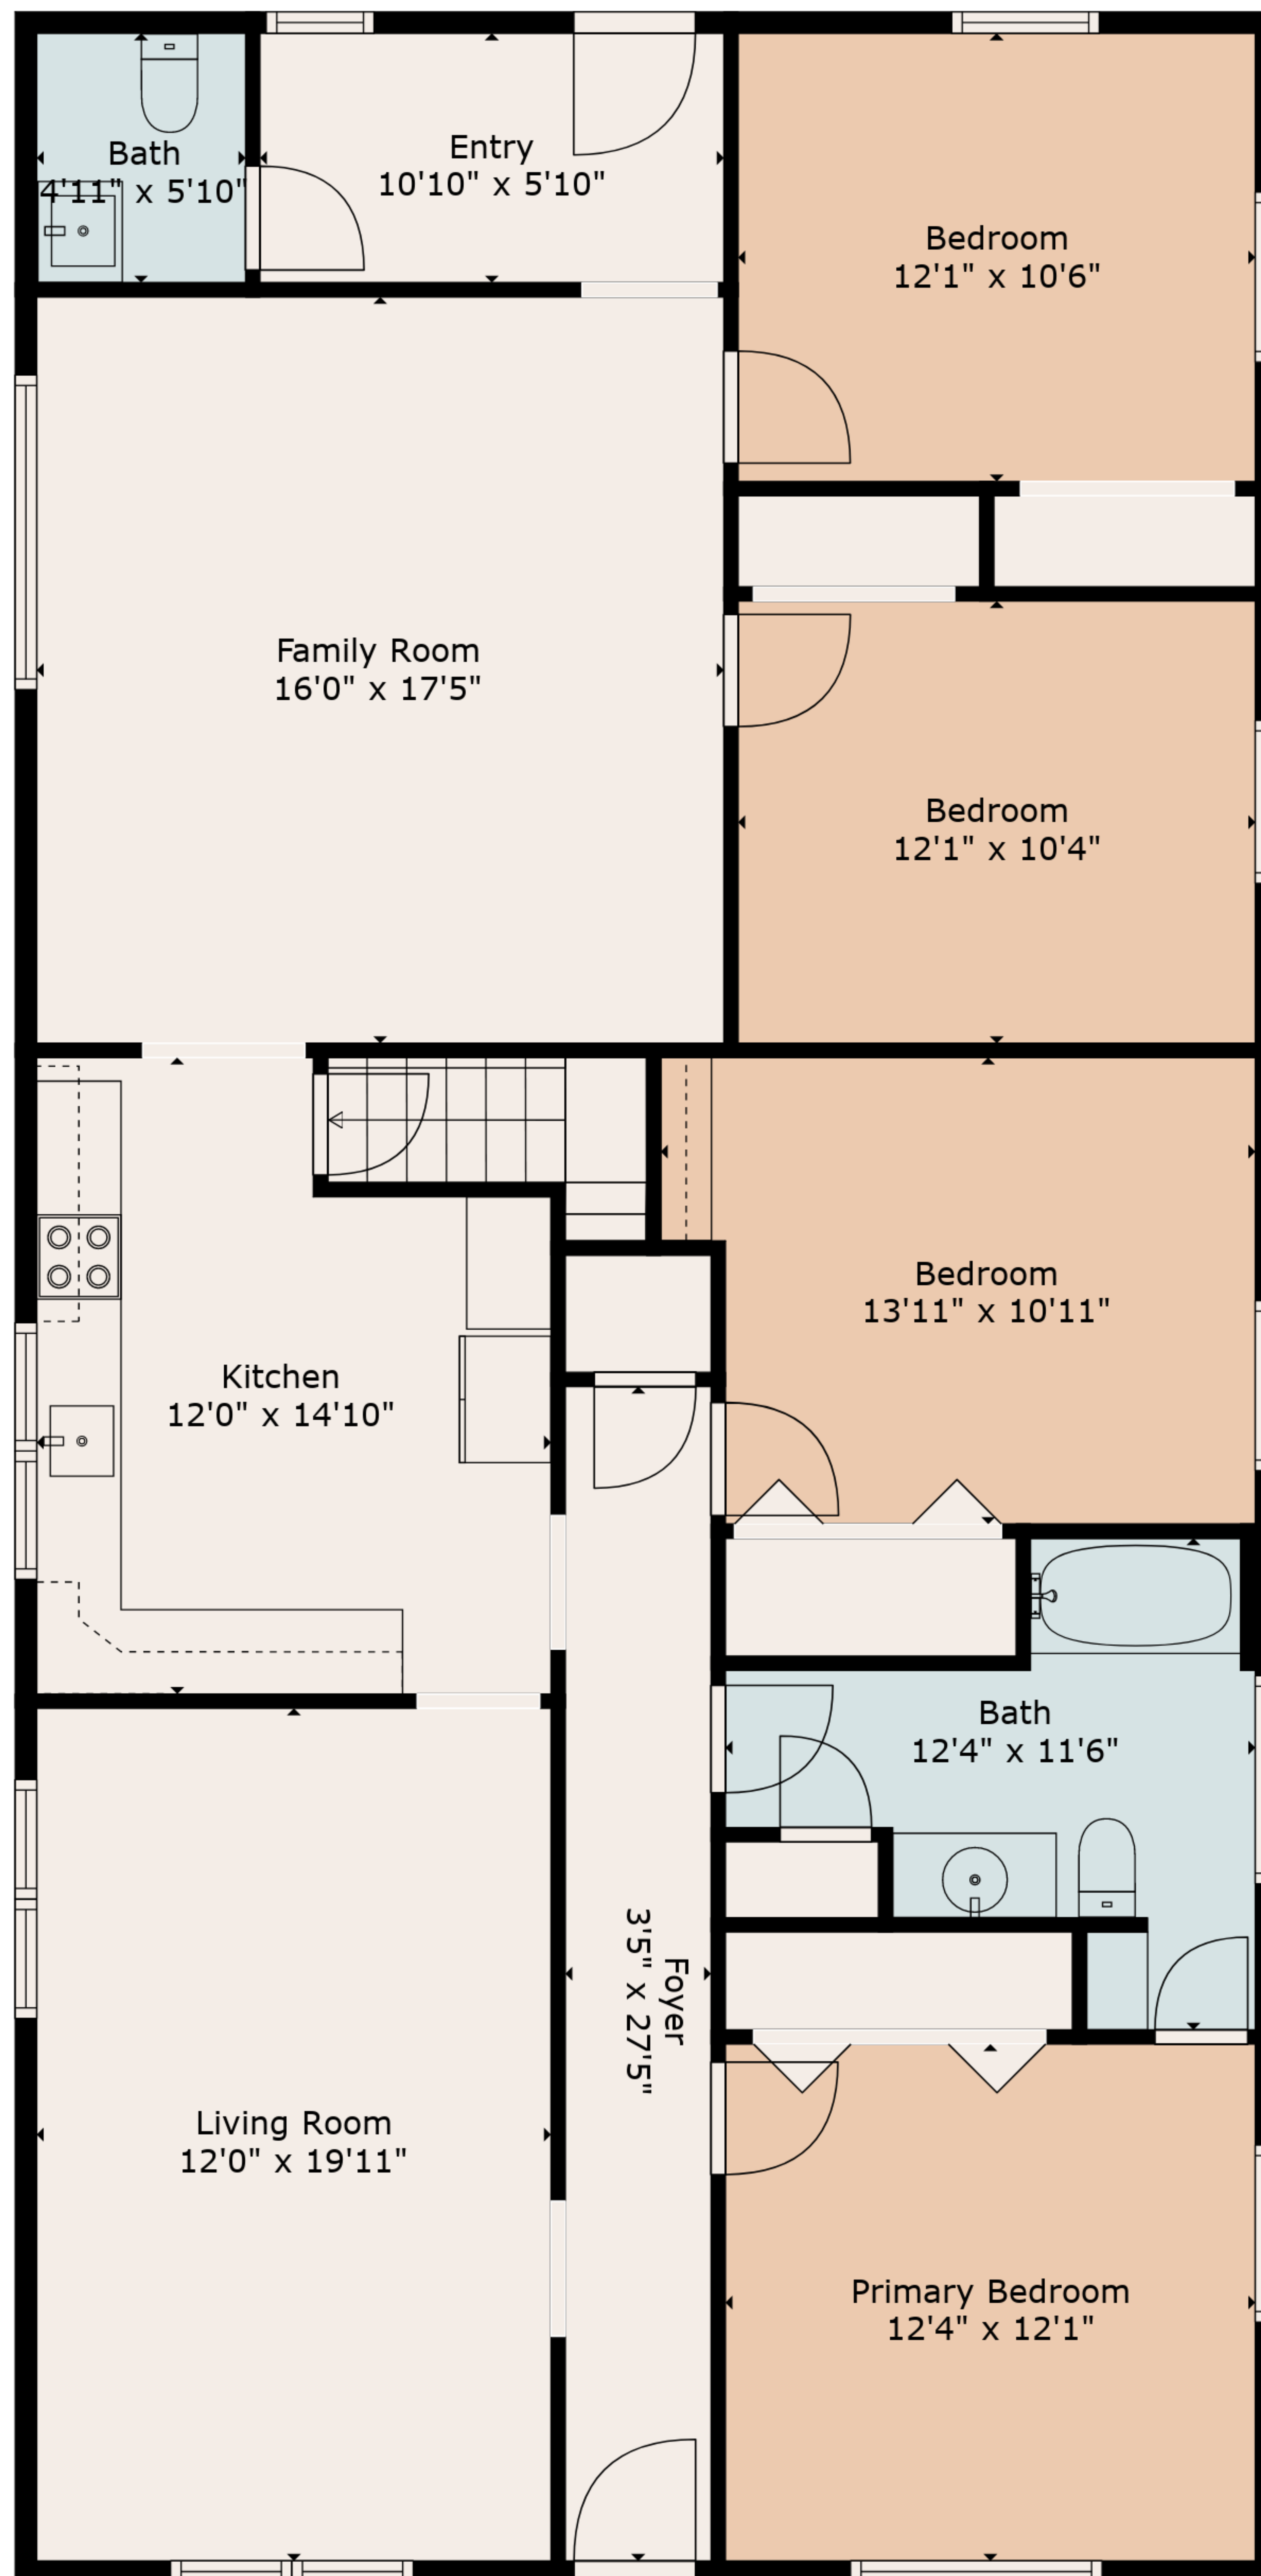 Bath
4'11" x 5'10"
Entry
10'10" x 5'10"
Bedroom
12'1" x 10'6"
Family Room
16'0" x 17'5"
Bedroom
12'1" x 10'4"
Bedroom
13'11" x 10'11"
Kitchen
12'0" x 14'10"
Bath
12'4" x 11'6"
Foyer
3'5" x 27'5"
Living Room
12'0" x 19'11"
Primary Bedroom
12'4" x 12'1"